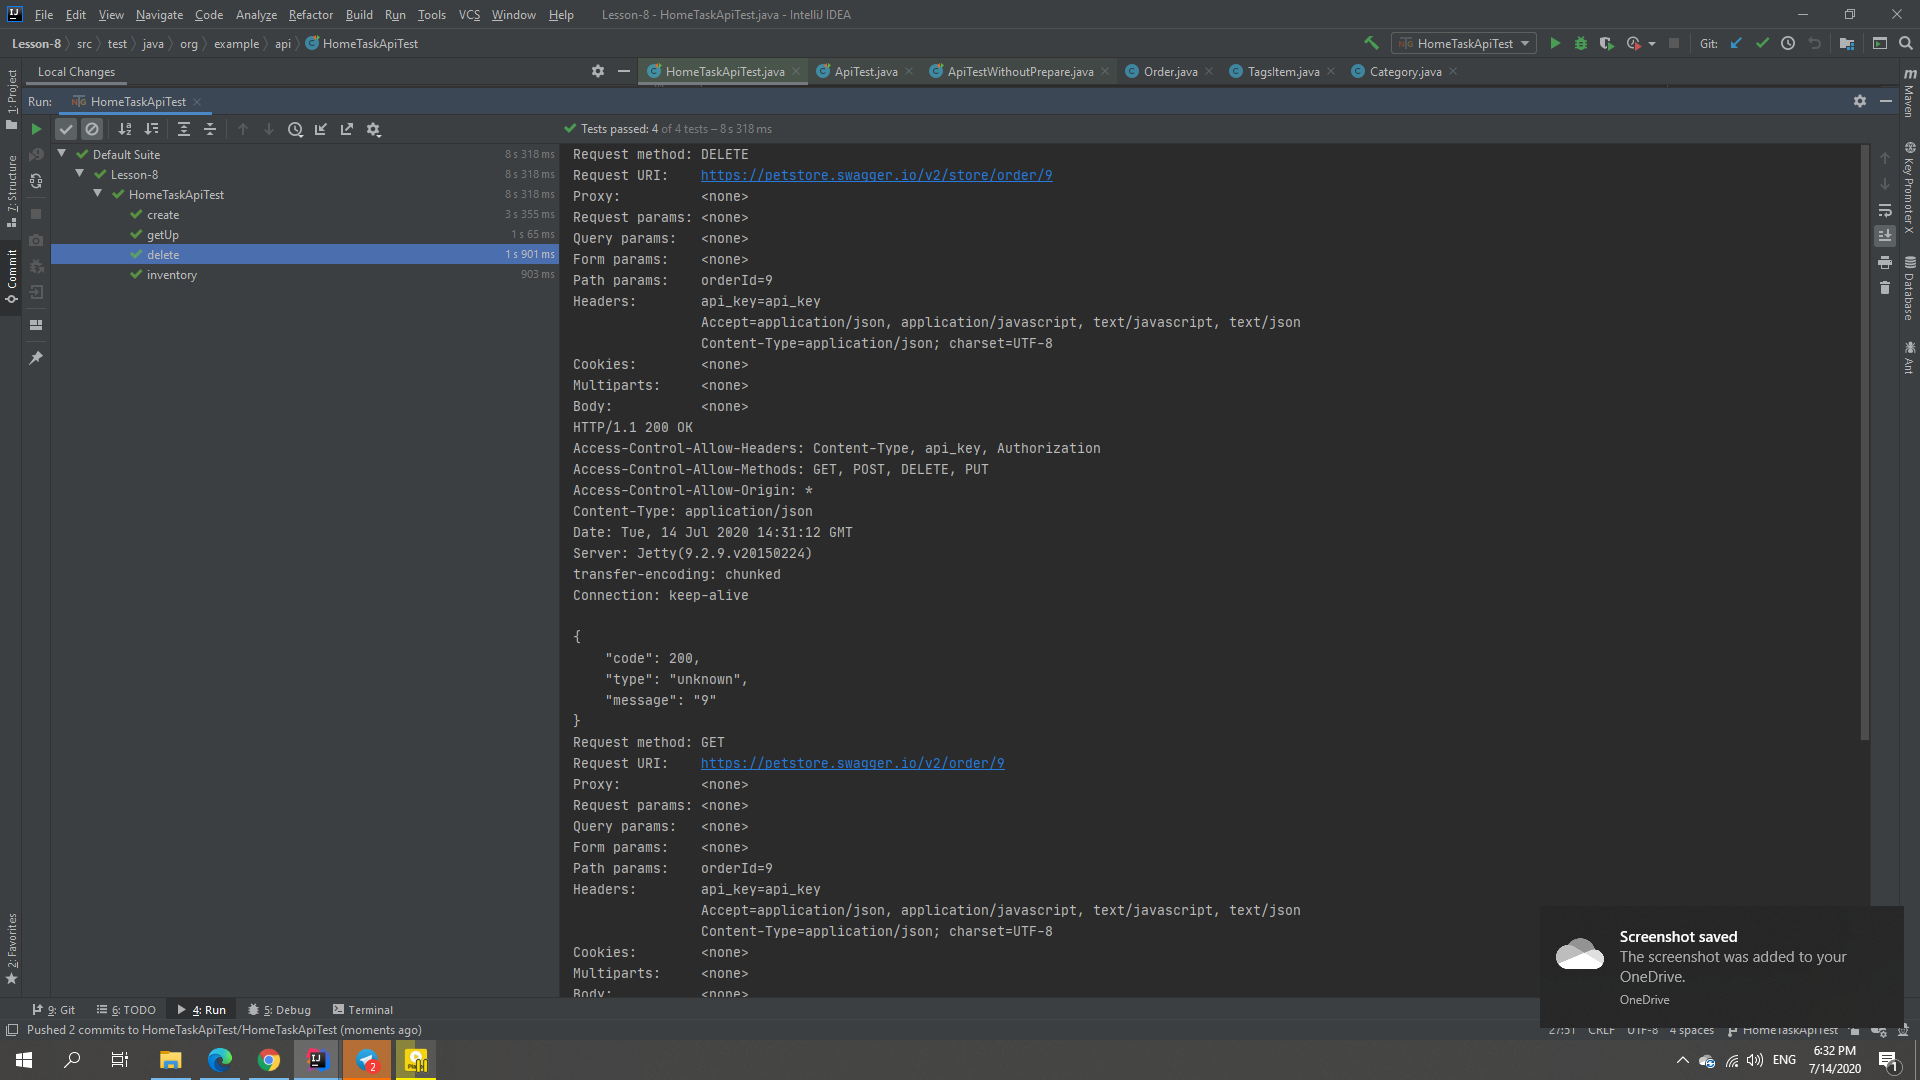 File Edit View Navigate Code Analyze Refactor Build Run Tools VCS Window Help Lesson-8 - HomeTaskApiTest.java - IntelliJ IDEA
Lesson-8 src test java org example api HomeTaskApiTest
HomeTaskApiTest Git:
Local Changes
HomeTaskApiTest.java ApiTest.java ApiTestWithoutPrepare.java Order.java TagsItem.java Category.java
Run: HomeTaskApiTest
Tests passed: 4 of 4 tests – 8 s 318 ms
Default Suite 8 s 318 ms
Lesson-8 8 s 318 ms
HomeTaskApiTest 8 s 318 ms
create 3 s 355 ms
getUp 1 s 65 ms
delete 1 s 901 ms
inventory 903 ms
Request method: DELETE
Request URI: https://petstore.swagger.io/v2/store/order/9
Proxy: <none>
Request params: <none>
Query params: <none>
Form params: <none>
Path params: orderId=9
Headers: api_key=api_key
Accept=application/json, application/javascript, text/javascript, text/json
Content-Type=application/json; charset=UTF-8
Cookies: <none>
Multiparts: <none>
Body: <none>
HTTP/1.1 200 OK
Access-Control-Allow-Headers: Content-Type, api_key, Authorization
Access-Control-Allow-Methods: GET, POST, DELETE, PUT
Access-Control-Allow-Origin: *
Content-Type: application/json
Date: Tue, 14 Jul 2020 14:31:12 GMT
Server: Jetty(9.2.9.v20150224)
transfer-encoding: chunked
Connection: keep-alive
{
"code": 200,
"type": "unknown",
"message": "9"
}
Request method: GET
Request URI: https://petstore.swagger.io/v2/order/9
Proxy: <none>
Request params: <none>
Query params: <none>
Form params: <none>
Path params: orderId=9
Headers: api_key=api_key
Accept=application/json, application/javascript, text/javascript, text/json
Content-Type=application/json; charset=UTF-8
Cookies: <none>
Multiparts: <none>
Body: <none>
1: Project
7: Structure
Commit
2: Favorites
Maven
Key Promoter X
Database
Ant
Screenshot saved
The screenshot was added to your
OneDrive.
OneDrive
9: Git 6: TODO 4: Run 5: Debug Terminal
Pushed 2 commits to HomeTaskApiTest/HomeTaskApiTest (moments ago)
27:51 CRLF UTF-8 4 spaces HomeTaskApiTest
2
ENG
6:32 PM
7/14/2020
1